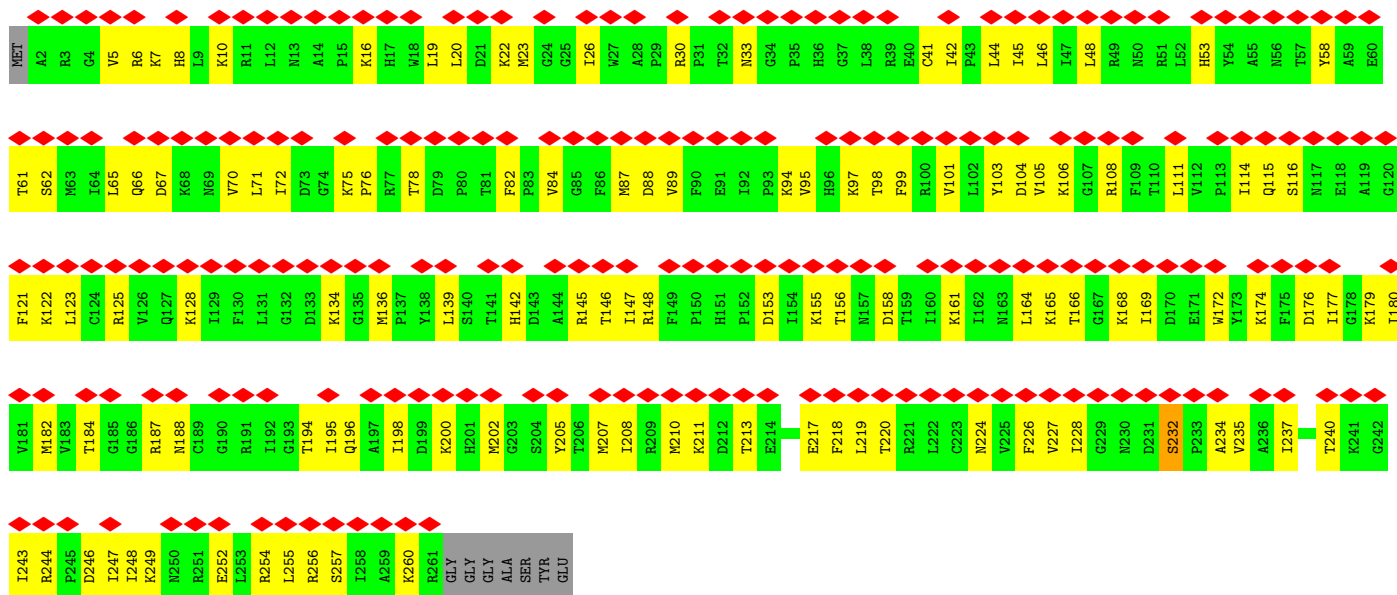 MET A2 R3 G4 V5 R6 K7 H8 L9 K10 R11 L12 N13 A14 P15 K16 H17 W18 L19 L20 D21 K22 M23 G24 G25 I26 W27 A28 P29 R30 P31 T32 N33 G34 P35 H36 G37 L38 R39 E40 C41 I42 P43 L44 I45 L46 I47 L48 R49 N50 R51 L52 H53 Y54 A55 N56 T57 Y58 A59 E60
T61 S62 M63 I64 L65 Q66 D67 K68 N69 V70 L71 I72 D73 G74 K75 P76 R77 T78 D79 P80 T81 F82 P83 V84 G85 F86 M87 D88 V89 F90 E91 I92 P93 K94 V95 H96 K97 T98 F99 R100 V101 L102 Y103 D104 V105 K106 G107 R108 F109 T110 L111 V112 P113 T114 Q115 S116 N117 E118 A119 G120
F121 K122 L123 C124 R125 V126 Q127 K128 I129 F130 L131 G132 D133 K134 G135 M136 P137 Y138 L139 S140 T141 H142 D143 A144 R145 T146 I147 R148 F149 P150 H151 P152 D153 I154 K155 T156 N157 D158 T159 I160 K161 I162 N163 L164 K165 T166 G167 K168 I169 D170 E171 W172 Y173 K174 F175 D176 I177 G178 K179 I180
V181 M182 V183 T184 G185 G186 R187 N188 C189 G190 R191 I192 G193 T194 I195 Q196 A197 I198 D199 K200 H201 M202 G203 S204 Y205 T206 M207 I208 R209 M210 K211 D212 T213 E214 E217 F218 L219 T220 R221 L222 C223 N224 V225 F226 V227 I228 G229 N230 D231 S232 P233 A234 V235 A236 I237 T240 K241 G242
I243 R244 P245 D246 I247 I248 K249 N250 R251 E252 L253 R254 L255 R256 S257 I258 A259 K260 R261 GLY GLY GLY ALA SER TYR GLU